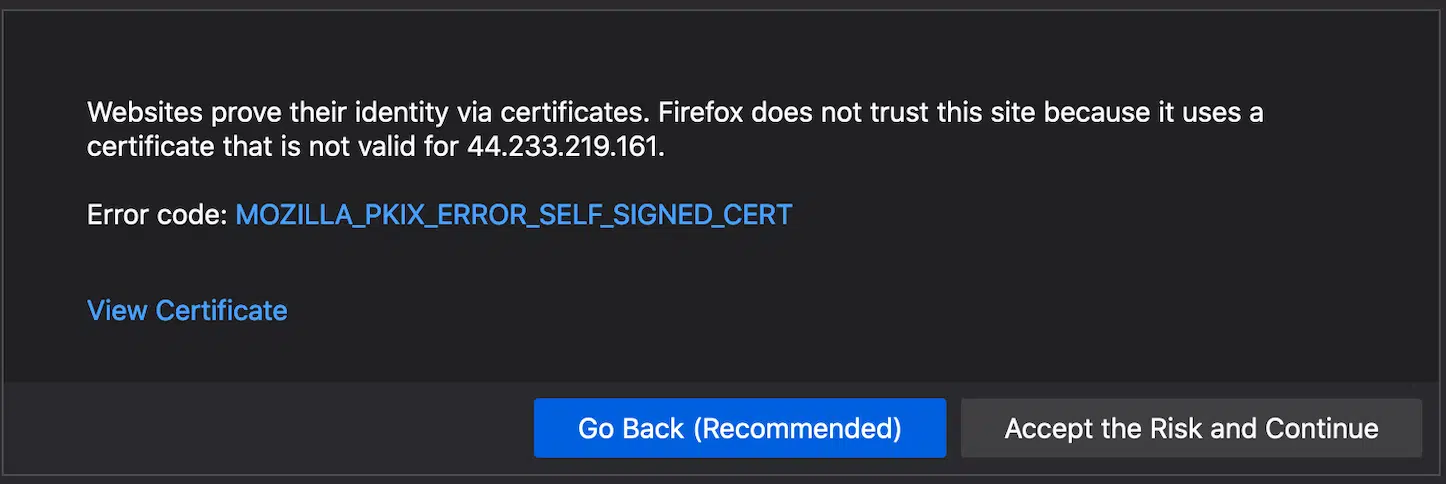 Websites prove their identity via certificates. Firefox does not trust this site because it uses a
certificate that is not valid for 44.233.219.161.
Error code: MOZILLA_PKIX_ERROR_SELF_SIGNED_CERT
View Certificate
Go Back (Recommended)
Accept the Risk and Continue